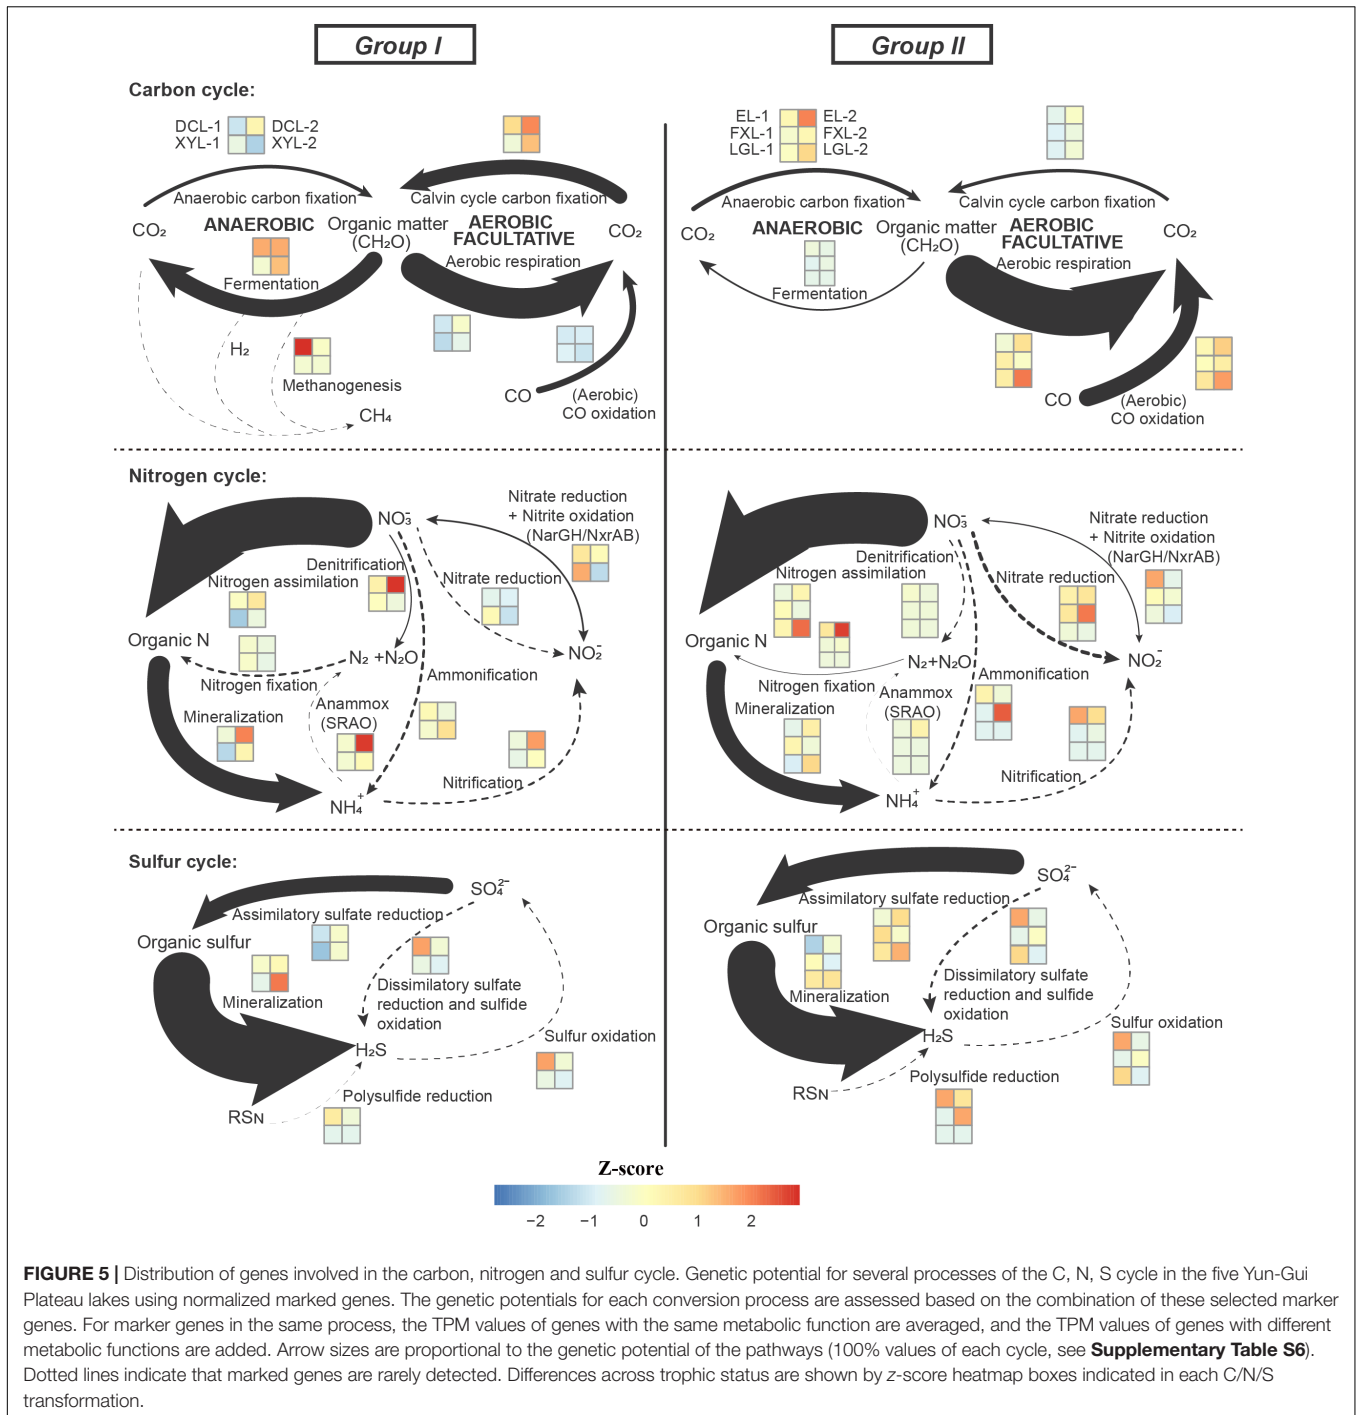 Group I
Group II
Carbon cycle:
DCL-1 DCL-2
XYL-1 XYL-2
Anaerobic carbon fixation
Calvin cycle carbon fixation
CO₂
ANAEROBIC
Organic matter
(CH₂O)
AEROBIC
FACULTATIVE
CO₂
Aerobic respiration
Fermentation
H₂
Methanogenesis
CH₄
CO
(Aerobic)
CO oxidation
EL-1 EL-2
FXL-1 FXL-2
LGL-1 LGL-2
Anaerobic carbon fixation
Calvin cycle carbon fixation
CO₂
ANAEROBIC
Organic matter
(CH₂O)
AEROBIC
FACULTATIVE
CO₂
Aerobic respiration
Fermentation
CO
(Aerobic)
CO oxidation
Nitrogen cycle:
NO₃⁻
Nitrate reduction
+ Nitrite oxidation
(NarGH/NxrAB)
Denitrification
Nitrogen assimilation
Nitrate reduction
Organic N
N₂ +N₂O
NO₂⁻
Nitrogen fixation
Ammonification
Mineralization
Anammox
(SRAO)
Nitrification
NH₄⁺
NO₃⁻
Nitrate reduction
+ Nitrite oxidation
(NarGH/NxrAB)
Denitrification
Nitrogen assimilation
Nitrate reduction
Organic N
N₂+N₂O
NO₂⁻
Nitrogen fixation
Ammonification
Mineralization
Anammox
(SRAO)
Nitrification
NH₄⁺
Sulfur cycle:
SO₄²⁻
Assimilatory sulfate reduction
Organic sulfur
Mineralization
Dissimilatory sulfate
reduction and sulfide
oxidation
Sulfur oxidation
H₂S
Polysulfide reduction
RSN
SO₄²⁻
Assimilatory sulfate reduction
Organic sulfur
Mineralization
Dissimilatory sulfate
reduction and sulfide
oxidation
Sulfur oxidation
H₂S
Polysulfide reduction
RSN
Z-score
−2 −1 0 1 2
FIGURE 5 | Distribution of genes involved in the carbon, nitrogen and sulfur cycle. Genetic potential for several processes of the C, N, S cycle in the five Yun-Gui
Plateau lakes using normalized marked genes. The genetic potentials for each conversion process are assessed based on the combination of these selected marker
genes. For marker genes in the same process, the TPM values of genes with the same metabolic function are averaged, and the TPM values of genes with different
metabolic functions are added. Arrow sizes are proportional to the genetic potential of the pathways (100% values of each cycle, see Supplementary Table S6).
Dotted lines indicate that marked genes are rarely detected. Differences across trophic status are shown by z-score heatmap boxes indicated in each C/N/S
transformation.